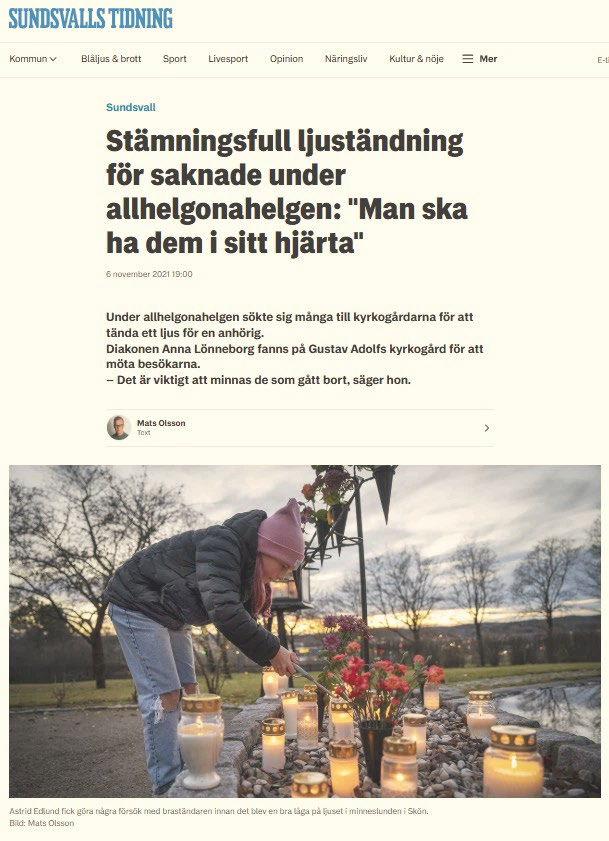 SUNDSVALLS TIDNING
Kommun Blåljus & brott Sport Livesport Opinion Näringsliv Kultur & nöje Mer
Sundsvall
Stämningsfull ljuständning
för saknade under
allhelgonahelgen: "Man ska
ha dem i sitt hjärta"
6 november 2021 19:00
Under allhelgonahelgen sökte sig många till kyrkogårdarna för att
tända ett ljus för en anhörig.
Diakonen Anna Lönneborg fanns på Gustav Adolfs kyrkogård för att
möta besökarna.
– Det är viktigt att minnas de som gått bort, säger hon.
Mats Olsson
Text
Astrid Edlund fick göra några försök med braständaren innan det blev en bra låga på ljuset i minneslunden i Skön.
Bild: Mats Olsson